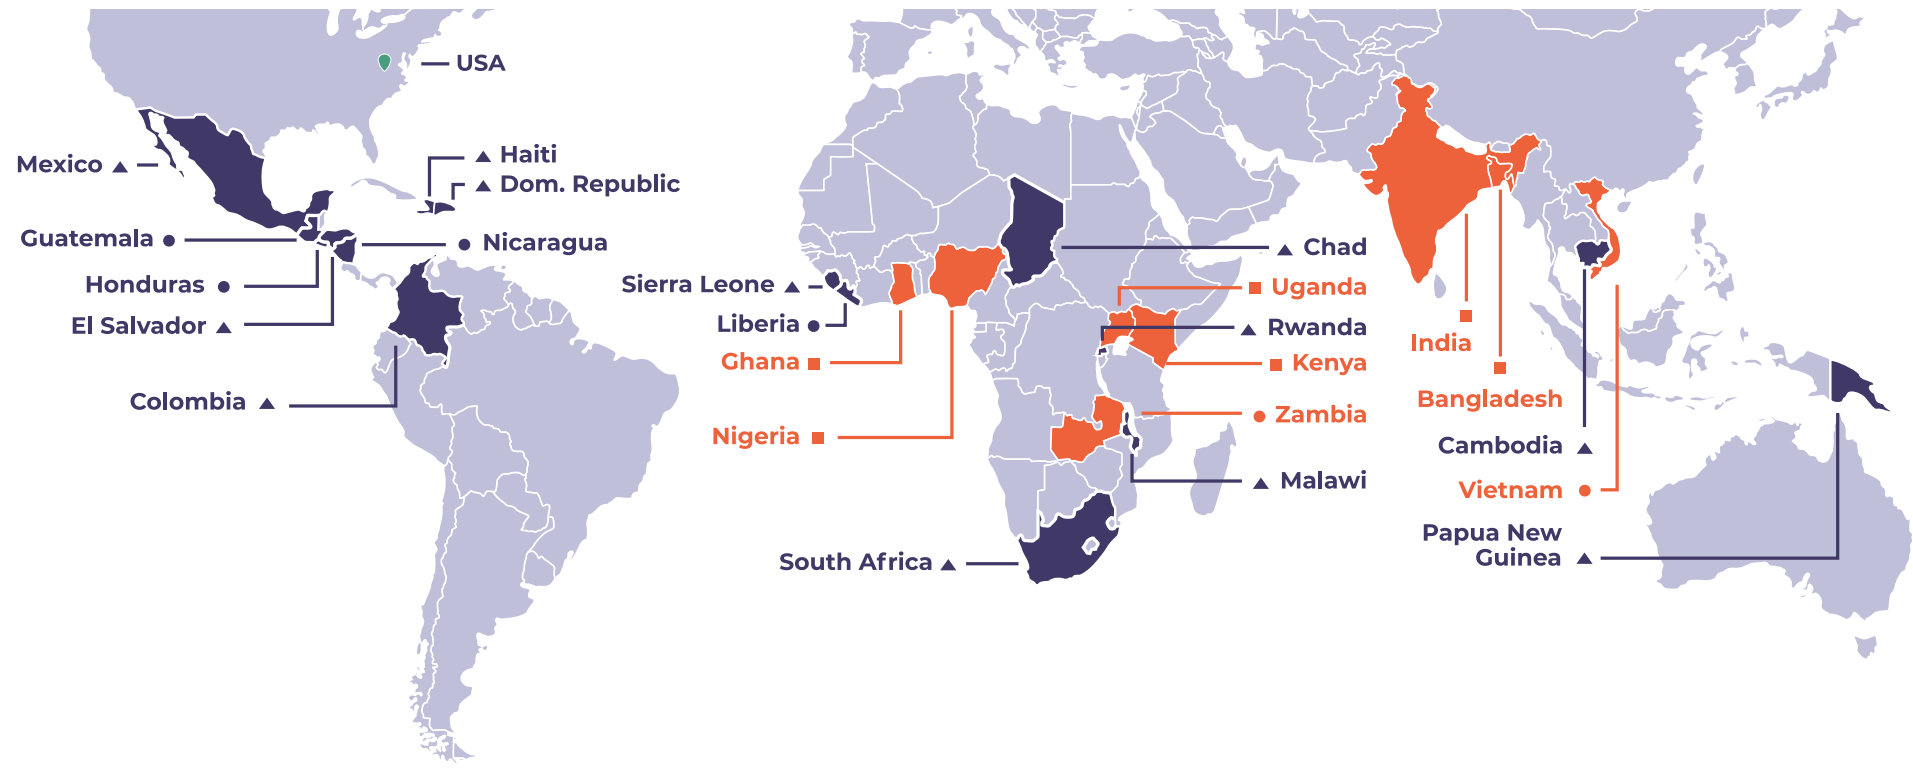 USA
Mexico
Haiti
Dom. Republic
Guatemala
Nicaragua
Honduras
El Salvador
Colombia
Sierra Leone
Liberia
Ghana
Nigeria
South Africa
Chad
Uganda
Rwanda
Kenya
Zambia
Malawi
India
Bangladesh
Cambodia
Vietnam
Papua New
Guinea